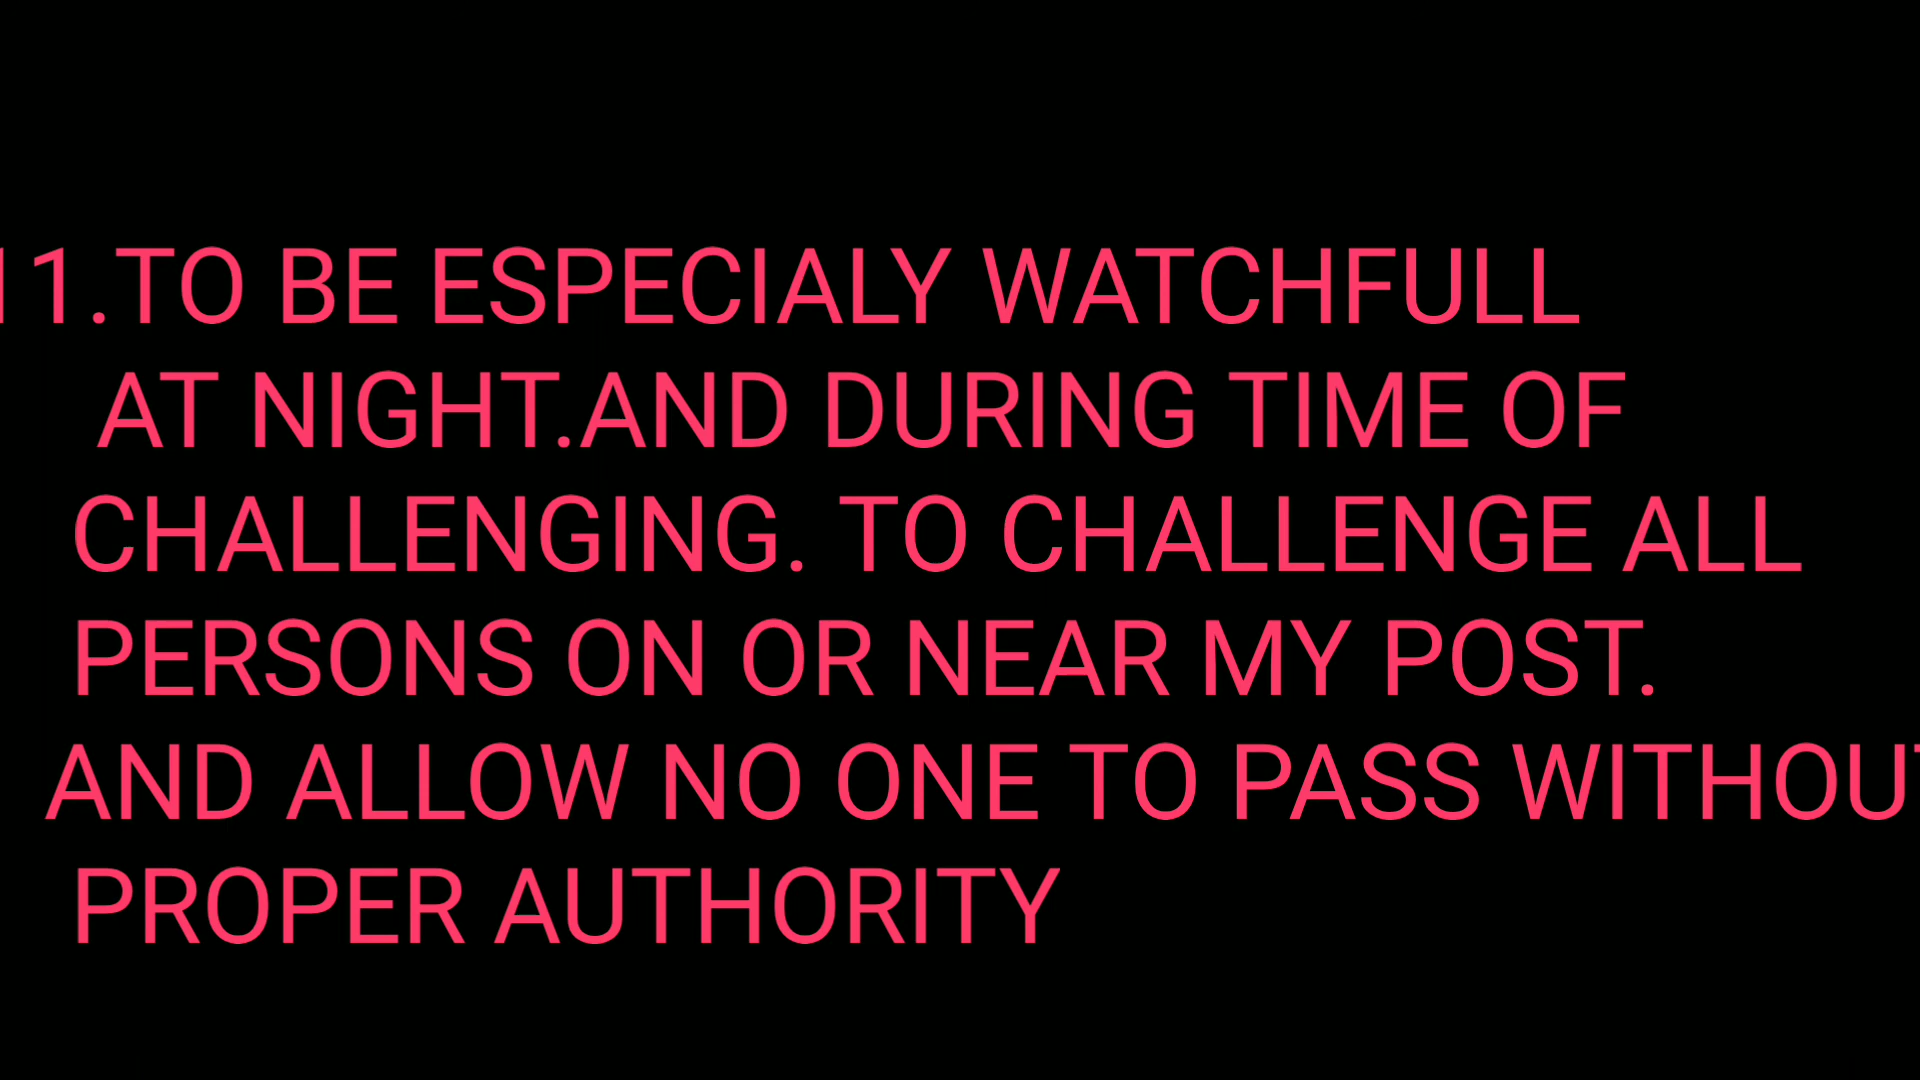 11.TO BE ESPECIALY WATCHFULL
AT NIGHT.AND DURING TIME OF
CHALLENGING. TO CHALLENGE ALL
PERSONS ON OR NEAR MY POST.
AND ALLOW NO ONE TO PASS WITHOUT
PROPER AUTHORITY